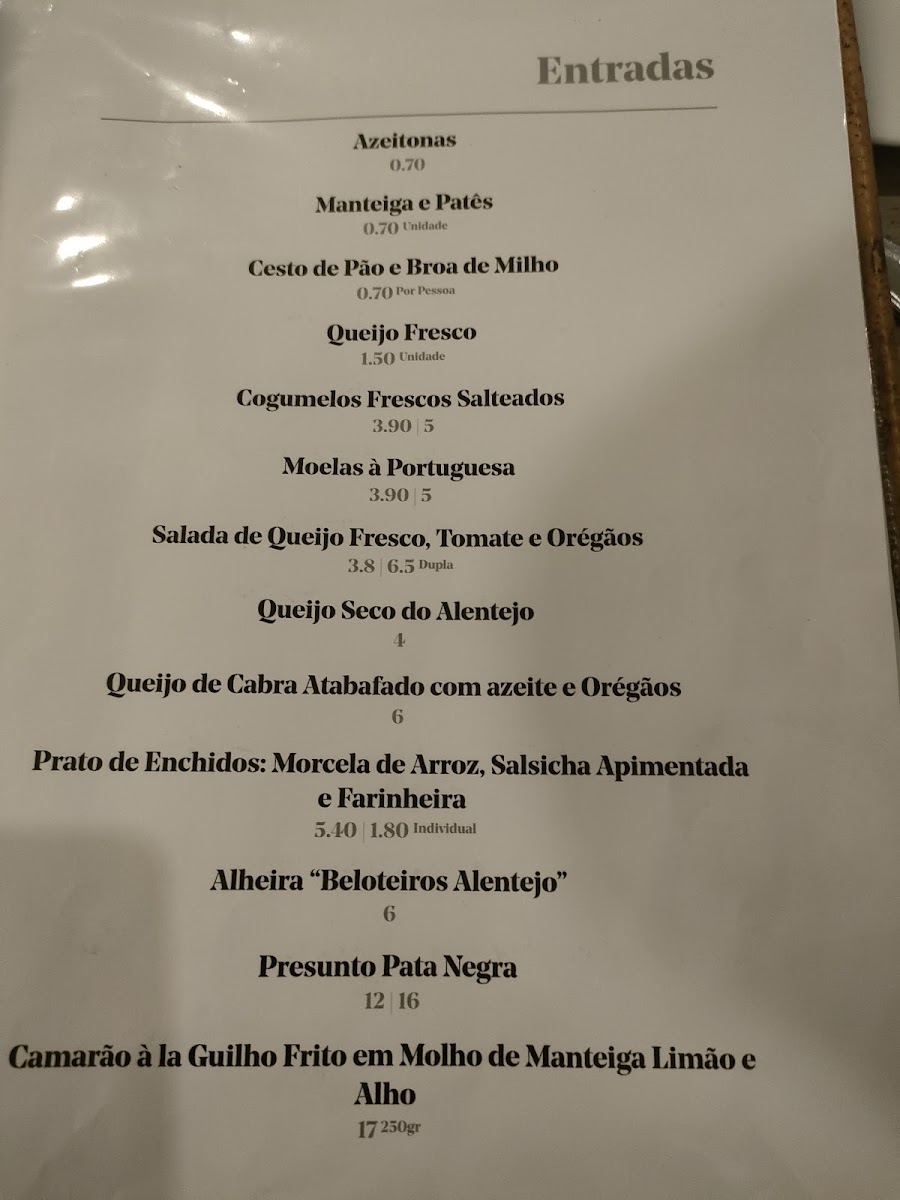 Entradas
Azeitonas
0.70
Manteiga e Patês
0.70 Unidade
Cesto de Pão e Broa de Milho
0.70 Por Pessoa
Queijo Fresco
1.50 Unidade
Cogumelos Frescos Salteados
3.90 | 5
Moelas à Portuguesa
3.90 | 5
Salada de Queijo Fresco, Tomate e Orégãos
3.8 | 6.5 Dupla
Queijo Seco do Alentejo
4
Queijo de Cabra Atabafado com azeite e Orégãos
6
Prato de Enchidos: Morcela de Arroz, Salsicha Apimentada
e Farinheira
5.40 | 1.80 Individual
Alheira “Beloteiros Alentejo”
6
Presunto Pata Negra
12 | 16
Camarão à la Guilho Frito em Molho de Manteiga Limão e
Alho
17 250gr